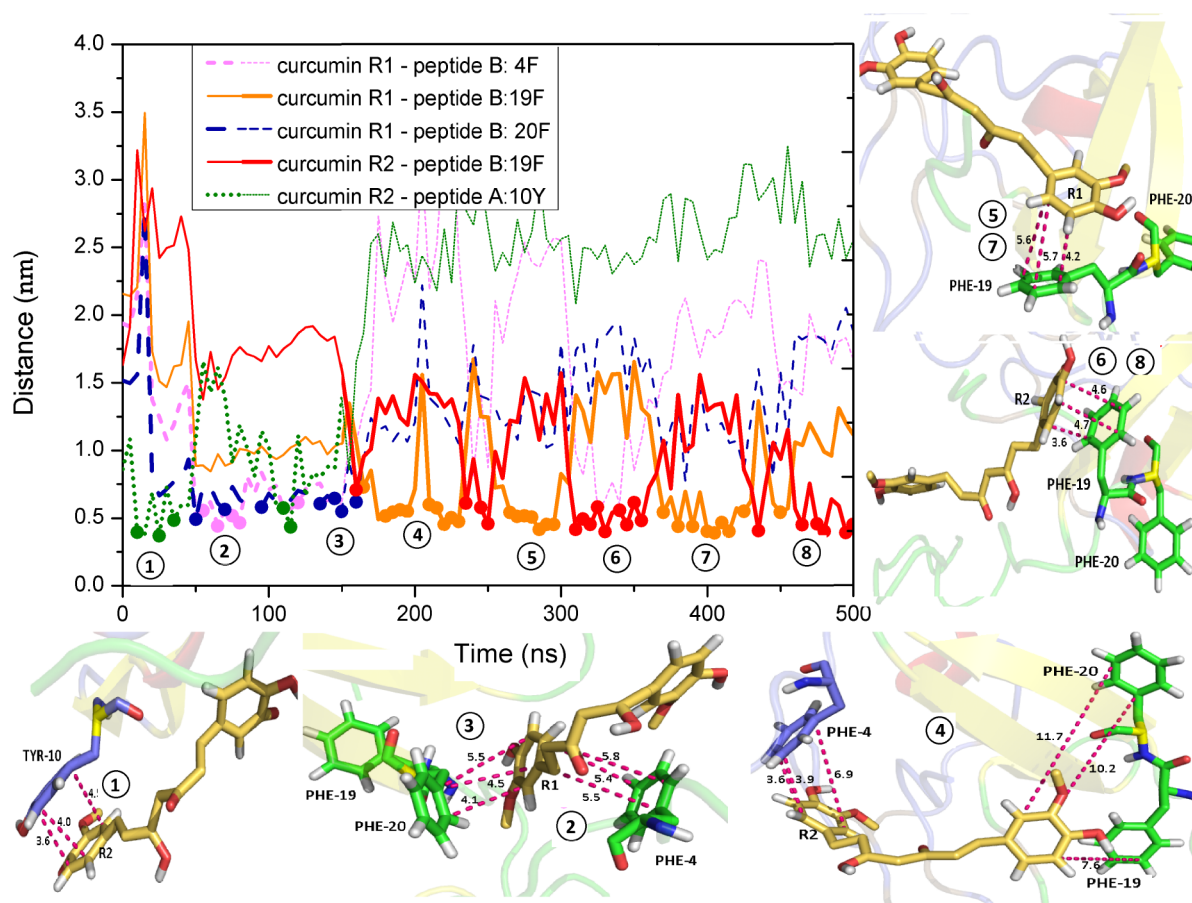 4.0
3.5
3.0
2.5
2.0
1.5
1.0
0.5
0.0
Distance (nm)
curcumin R1 - peptide B: 4F
curcumin R1 - peptide B:19F
curcumin R1 - peptide B: 20F
curcumin R2 - peptide B:19F
curcumin R2 - peptide A:10Y
1
2
3
4
5
6
7
8
0
100
200
300
400
500
Time (ns)
R1
PHE-20
5
7
5.6
5.7
4.2
PHE-19
6
8
R2
4.6
4.7
3.6
PHE-19
PHE-20
TYR-10
1
4.0
3.6
R2
3
5.5
5.8
4.5
R1
5.4
PHE-19
4.1
5.5
PHE-20
2
PHE-4
PHE-20
PHE-4
4
11.7
10.2
3.6
3.9
6.9
R2
7.6
PHE-19